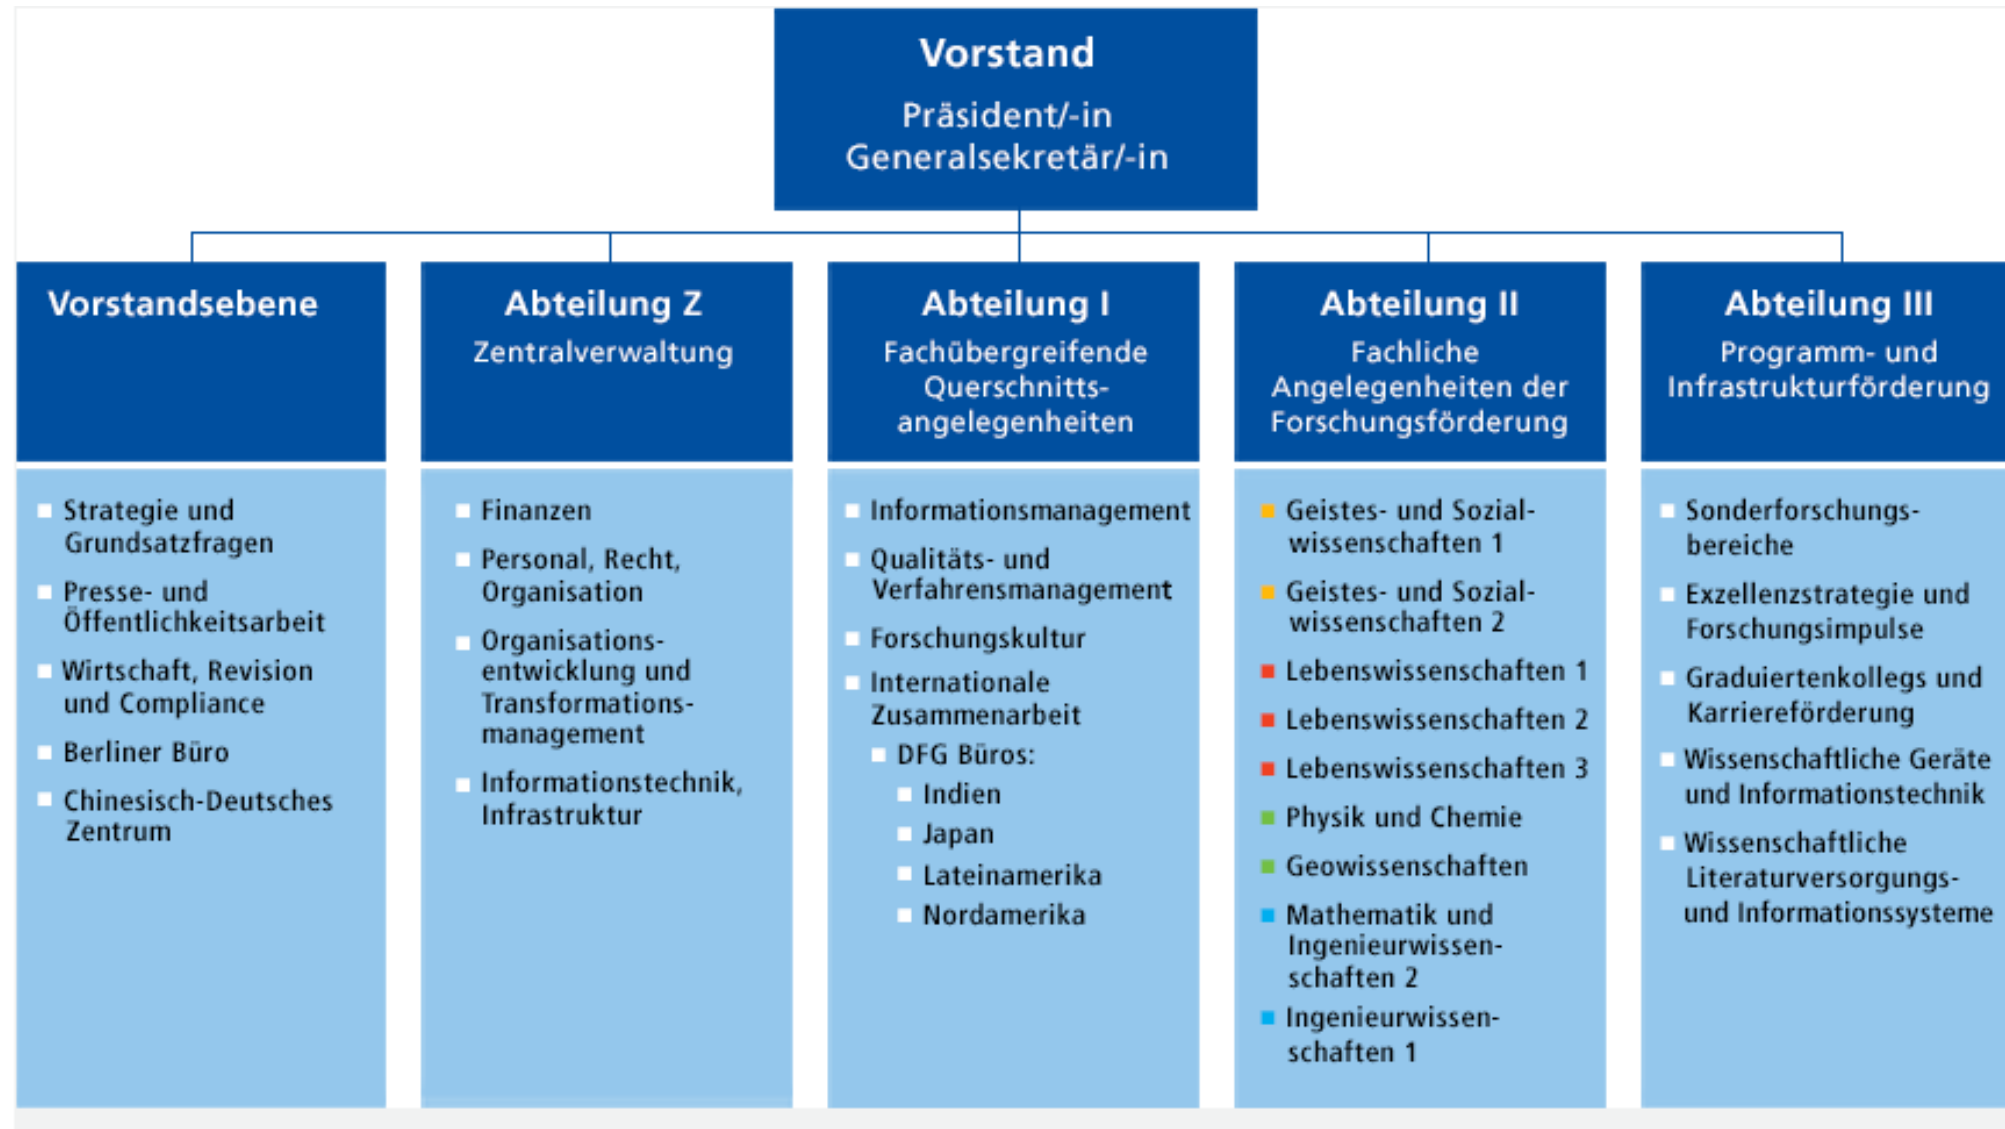 Vorstand
Präsident/-in
Generalsekretär/-in
Vorstandsebene
Strategie und
Grundsatzfragen
Presse- und
Öffentlichkeitsarbeit
Wirtschaft, Revision
und Compliance
Berliner Büro
Chinesisch-Deutsches
Zentrum
Abteilung Z
Zentralverwaltung
Finanzen
Personal, Recht,
Organisation
Organisations-
entwicklung und
Transformations-
management
Informationstechnik,
Infrastruktur
Abteilung I
Fachübergreifende
Querschnitts-
angelegenheiten
Informationsmanagement
Qualitäts- und
Verfahrensmanagement
Forschungskultur
Internationale
Zusammenarbeit
DFG Büros:
Indien
Japan
Lateinamerika
Nordamerika
Abteilung II
Fachliche
Angelegenheiten der
Forschungsförderung
Geistes- und Sozial-
wissenschaften 1
Geistes- und Sozial-
wissenschaften 2
Lebenswissenschaften 1
Lebenswissenschaften 2
Lebenswissenschaften 3
Physik und Chemie
Geowissenschaften
Mathematik und
Ingenieurwissen-
schaften 2
Ingenieurwissen-
schaften 1
Abteilung III
Programm- und
Infrastrukturförderung
Sonderforschungs-
bereiche
Exzellenzstrategie und
Forschungsimpulse
Graduiertenkollegs und
Karriereförderung
Wissenschaftliche Geräte
und Informationstechnik
Wissenschaftliche
Literaturversorgungs-
und Informationssysteme